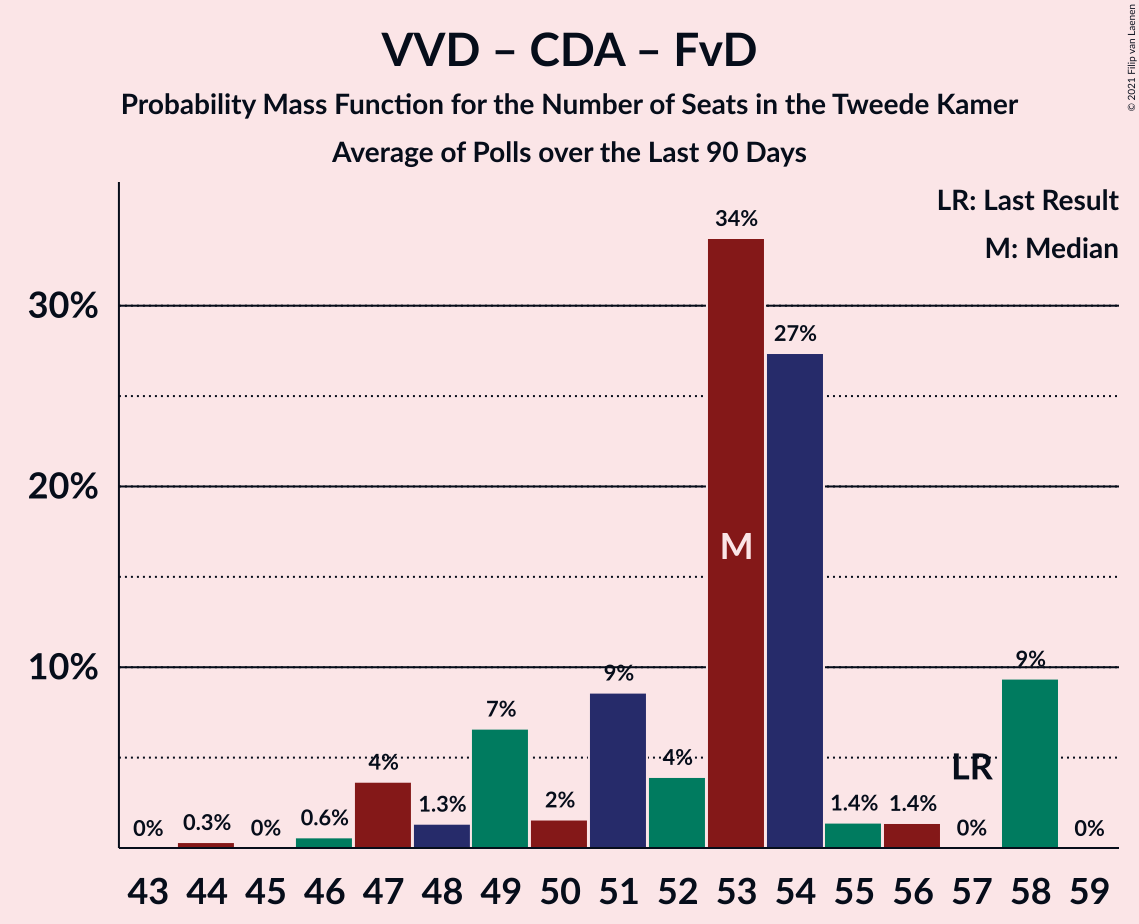 VVD – CDA – FvD
Probability Mass Function for the Number of Seats in the Tweede Kamer
Average of Polls over the Last 90 Days
© 2021 Filip van Laenen
LR: Last Result
M: Median
30%
20%
10%
0%
0.3%
0%
0.6%
4%
1.3%
7%
2%
9%
4%
34%
27%
1.4%
1.4%
0%
9%
0%
M
LR
43 44 45 46 47 48 49 50 51 52 53 54 55 56 57 58 59